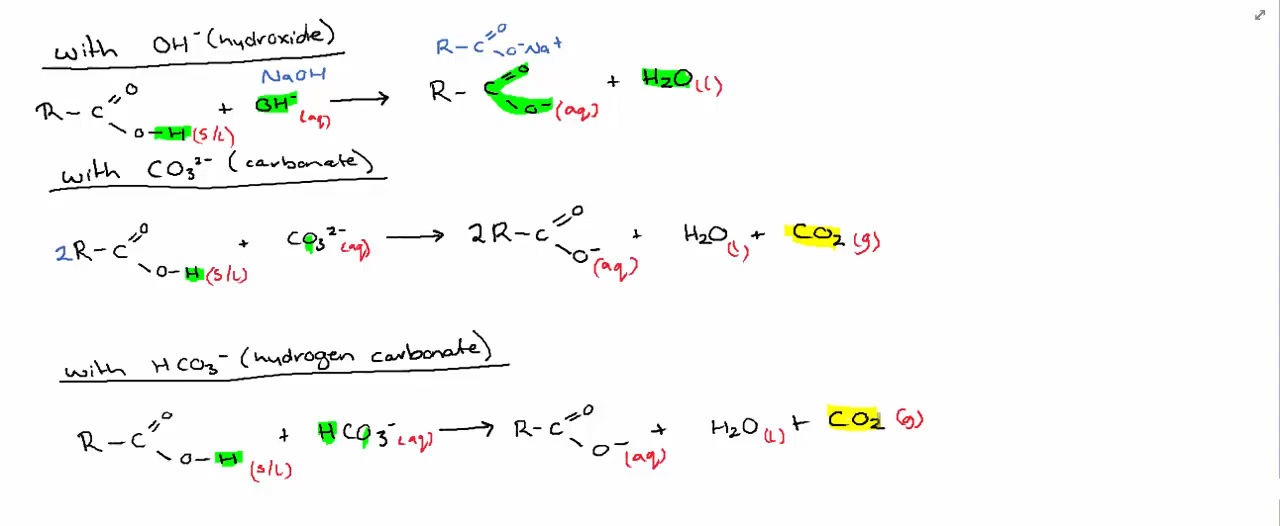 with OH⁻ (hydroxide)
NaOH
R-C=O O⁻Na⁺
R-C=O O-H (s/L) + OH⁻ (aq) → R-C=O O⁻ (aq) + H₂O (l)
with CO₃²⁻ (carbonate)
2R-C=O O-H (s/L) + CO₃²⁻ (aq) → 2R-C=O O⁻ (aq) + H₂O (l) + CO₂ (g)
with HCO₃⁻ (hydrogen carbonate)
R-C=O O-H (s/L) + HCO₃⁻ (aq) → R-C=O O⁻ (aq) + H₂O (l) + CO₂ (g)